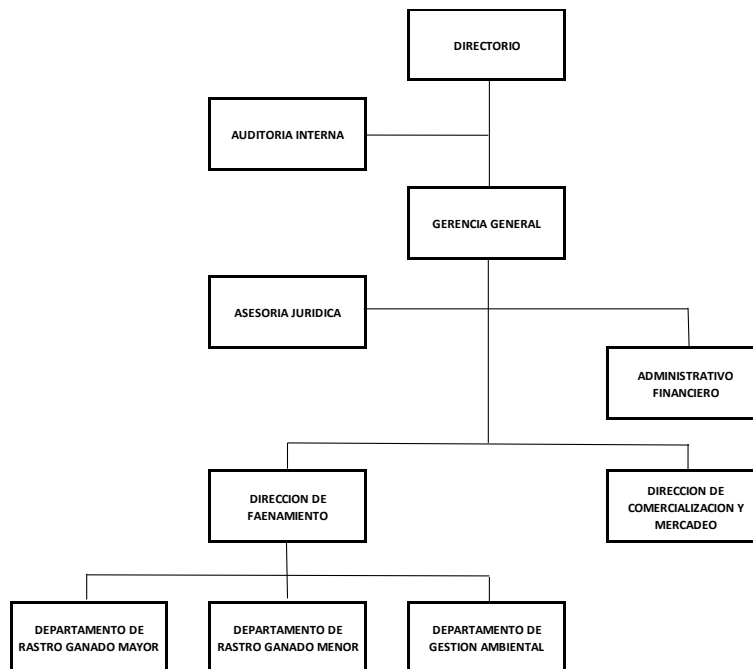 DIRECTORIO
AUDITORIA INTERNA
GERENCIA GENERAL
ASESORIA JURIDICA
ADMINISTRATIVO
FINANCIERO
DIRECCION DE
FAENAMIENTO
DIRECCION DE
COMERCIALIZACION Y
MERCADEO
DEPARTAMENTO DE
RASTRO GANADO MAYOR
DEPARTAMENTO DE
RASTRO GANADO MENOR
DEPARTAMENTO DE
GESTION AMBIENTAL